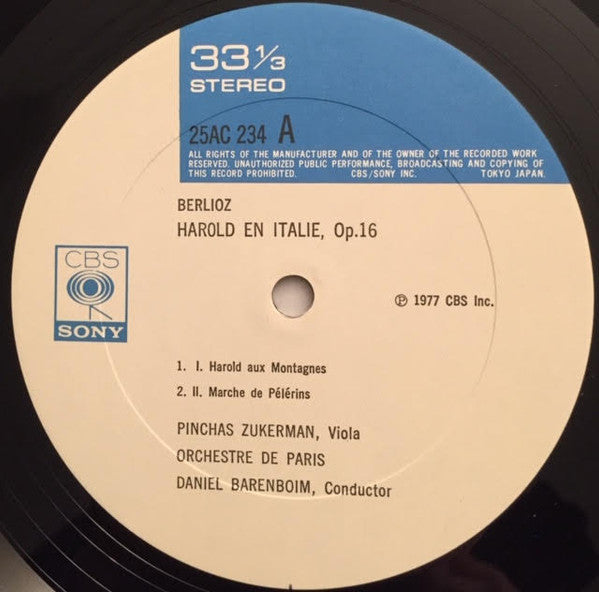 33 1/3
STEREO
25AC 234 A
ALL RIGHTS OF THE MANUFACTURER AND OF THE OWNER OF THE RECORDED WORK
RESERVED. UNAUTHORIZED PUBLIC PERFORMANCE, BROADCASTING AND COPYING OF
THIS RECORD PROHIBITED. CBS/SONY INC. TOKYO JAPAN.
BERLIOZ
HAROLD EN ITALIE, Op.16
CBS
SONY
℗ 1977 CBS Inc.
1. I. Harold aux Montagnes
2. II. Marche de Pélérins
PINCHAS ZUKERMAN, Viola
ORCHESTRE DE PARIS
DANIEL BARENBOIM, Conductor